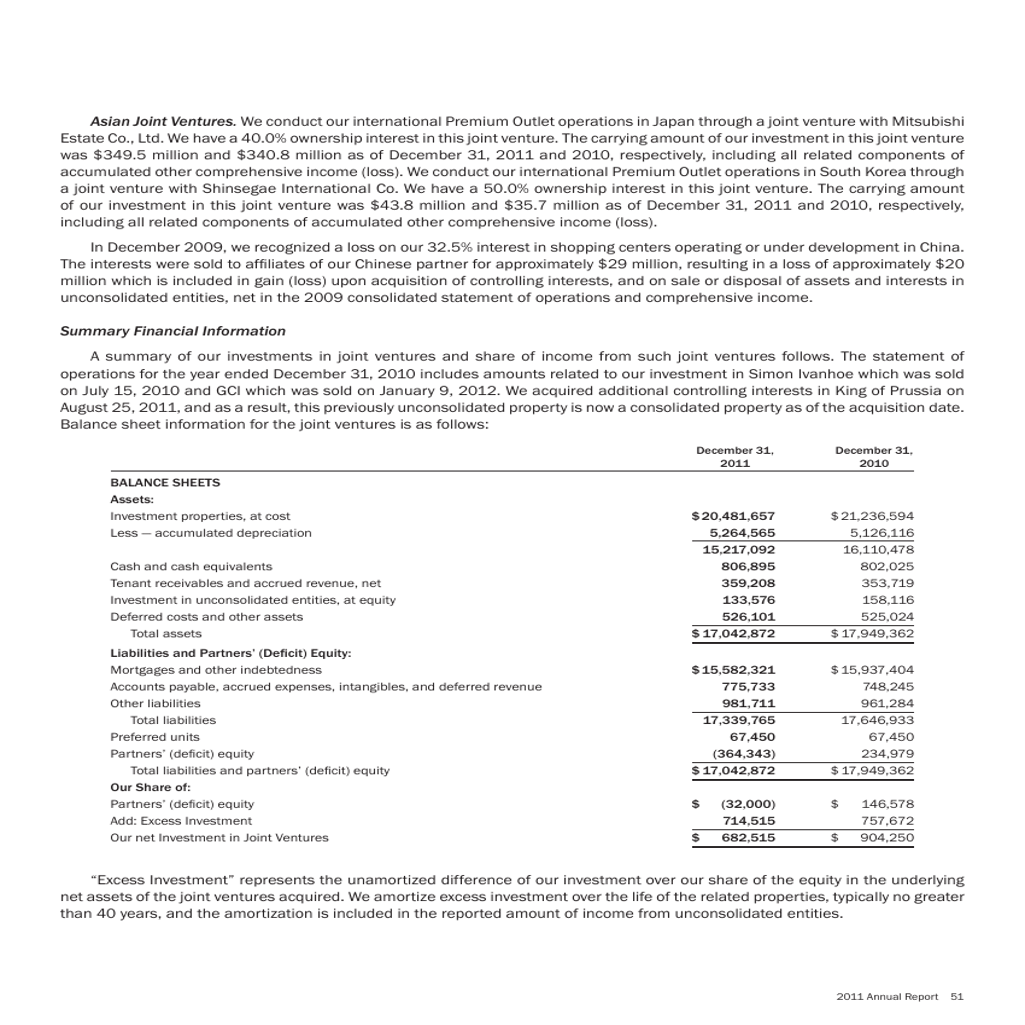 Asian Joint Ventures. We conduct our international Premium Outlet operations in Japan through a joint venture with Mitsubishi
Estate Co., Ltd. We have a 40.0% ownership interest in this joint venture. The carrying amount of our investment in this joint venture
was $349.5 million and $340.8 million as of December 31, 2011 and 2010, respectively, including all related components of
accumulated other comprehensive income (loss). We conduct our international Premium Outlet operations in South Korea through
a joint venture with Shinsegae International Co. We have a 50.0% ownership interest in this joint venture. The carrying amount
of our investment in this joint venture was $43.8 million and $35.7 million as of December 31, 2011 and 2010, respectively,
including all related components of accumulated other comprehensive income (loss).
In December 2009, we recognized a loss on our 32.5% interest in shopping centers operating or under development in China.
The interests were sold to affiliates of our Chinese partner for approximately $29 million, resulting in a loss of approximately $20
million which is included in gain (loss) upon acquisition of controlling interests, and on sale or disposal of assets and interests in
unconsolidated entities, net in the 2009 consolidated statement of operations and comprehensive income.
Summary Financial Information
A summary of our investments in joint ventures and share of income from such joint ventures follows. The statement of
operations for the year ended December 31, 2010 includes amounts related to our investment in Simon Ivanhoe which was sold
on July 15, 2010 and GCI which was sold on January 9, 2012. We acquired additional controlling interests in King of Prussia on
August 25, 2011, and as a result, this previously unconsolidated property is now a consolidated property as of the acquisition date.
Balance sheet information for the joint ventures is as follows:
December 31, December 31,
2011 2010
BALANCE SHEETS
Assets:
Investment properties, at cost $20,481,657 $21,236,594
Less — accumulated depreciation 5,264,565 5,126,116
15,217,092 16,110,478
Cash and cash equivalents 806,895 802,025
Tenant receivables and accrued revenue, net 359,208 353,719
Investment in unconsolidated entities, at equity 133,576 158,116
Deferred costs and other assets 526,101 525,024
Total assets $17,042,872 $17,949,362
Liabilities and Partners' (Deficit) Equity:
Mortgages and other indebtedness $15,582,321 $15,937,404
Accounts payable, accrued expenses, intangibles, and deferred revenue 775,733 748,245
Other liabilities 981,711 961,284
Total liabilities 17,339,765 17,646,933
Preferred units 67,450 67,450
Partners' (deficit) equity (364,343) 234,979
Total liabilities and partners' (deficit) equity $17,042,872 $17,949,362
Our Share of:
Partners' (deficit) equity $ (32,000) $ 146,578
Add: Excess Investment 714,515 757,672
Our net Investment in Joint Ventures $ 682,515 $ 904,250
"Excess Investment" represents the unamortized difference of our investment over our share of the equity in the underlying
net assets of the joint ventures acquired. We amortize excess investment over the life of the related properties, typically no greater
than 40 years, and the amortization is included in the reported amount of income from unconsolidated entities.
2011 Annual Report 51